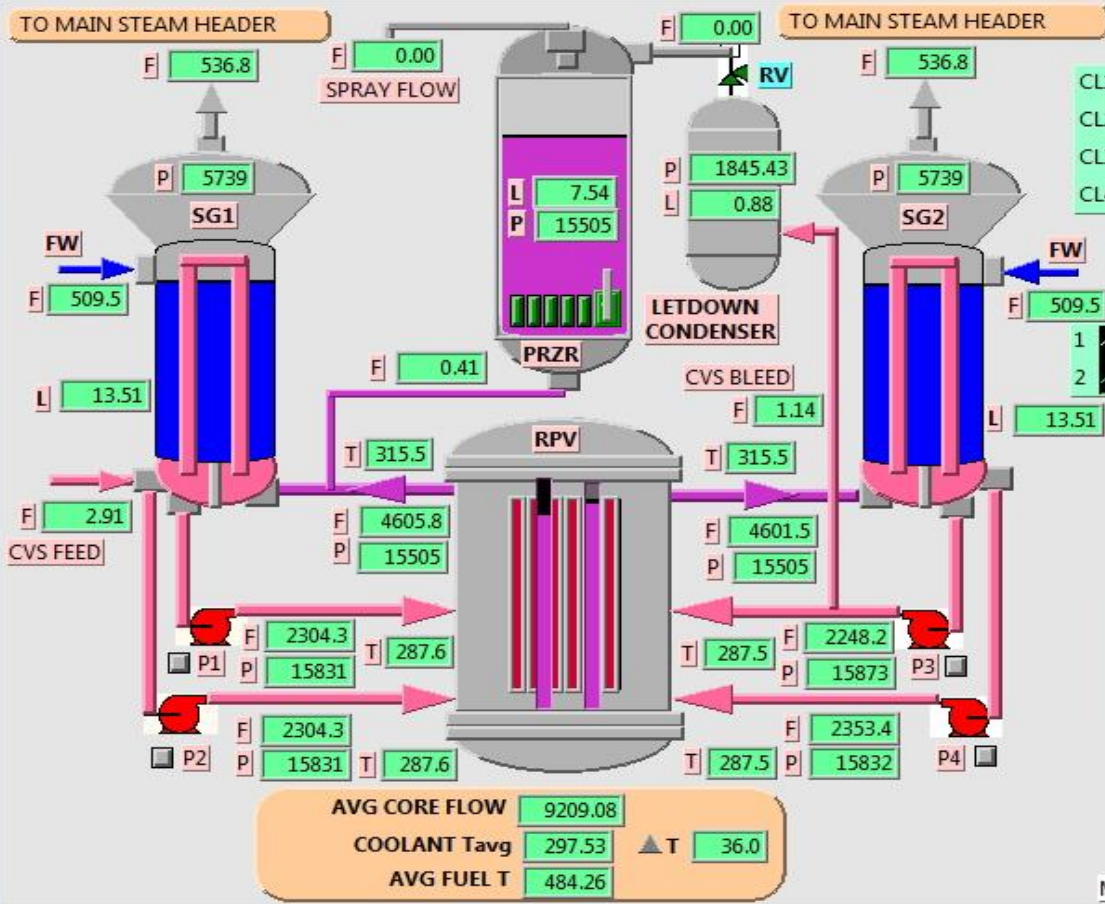 TO MAIN STEAM HEADER
F 0.00
TO MAIN STEAM HEADER
F 536.8
F 0.00
SPRAY FLOW
RV
F 536.8
P 5739
SG1
L 7.54
P 15505
P 1845.43
L 0.88
P 5739
SG2
FW
F 509.5
FW
F 509.5
LETDOWN
CONDENSER
PRZR
F 0.41
CVS BLEED
F 1.14
1
2
L 13.51
L 13.51
RPV
T 315.5
T 315.5
F 2.91
CVS FEED
F 4605.8
P 15505
F 4601.5
P 15505
P1
F 2304.3
P 15831
T 287.6
T 287.5
F 2248.2
P 15873
P3
P2
F 2304.3
P 15831
T 287.6
T 287.5
F 2353.4
P 15832
P4
AVG CORE FLOW 9209.08
COOLANT Tavg 297.53
T 36.0
AVG FUEL T 484.26